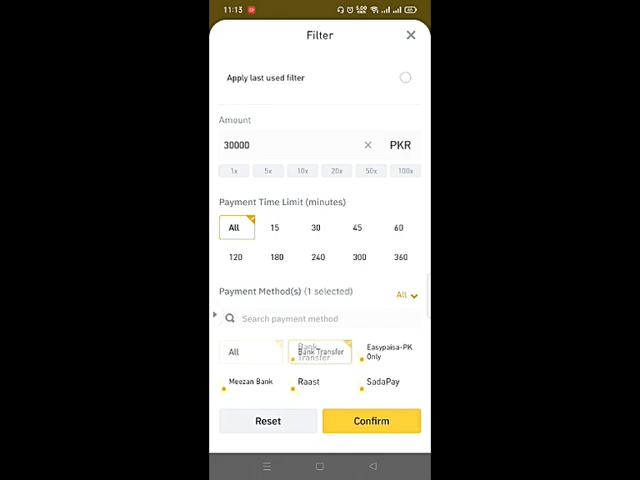 11:13
Filter
Apply last used filter
Amount
30000 PKR
1x 5x 10x 20x 50x 100x
Payment Time Limit (minutes)
All 15 30 45 60
120 180 240 300 360
Payment Method(s) (1 selected)
All
Search payment method
All Bank Transfer Easypaisa-PK Only
Meezan Bank Raast SadaPay
Reset Confirm